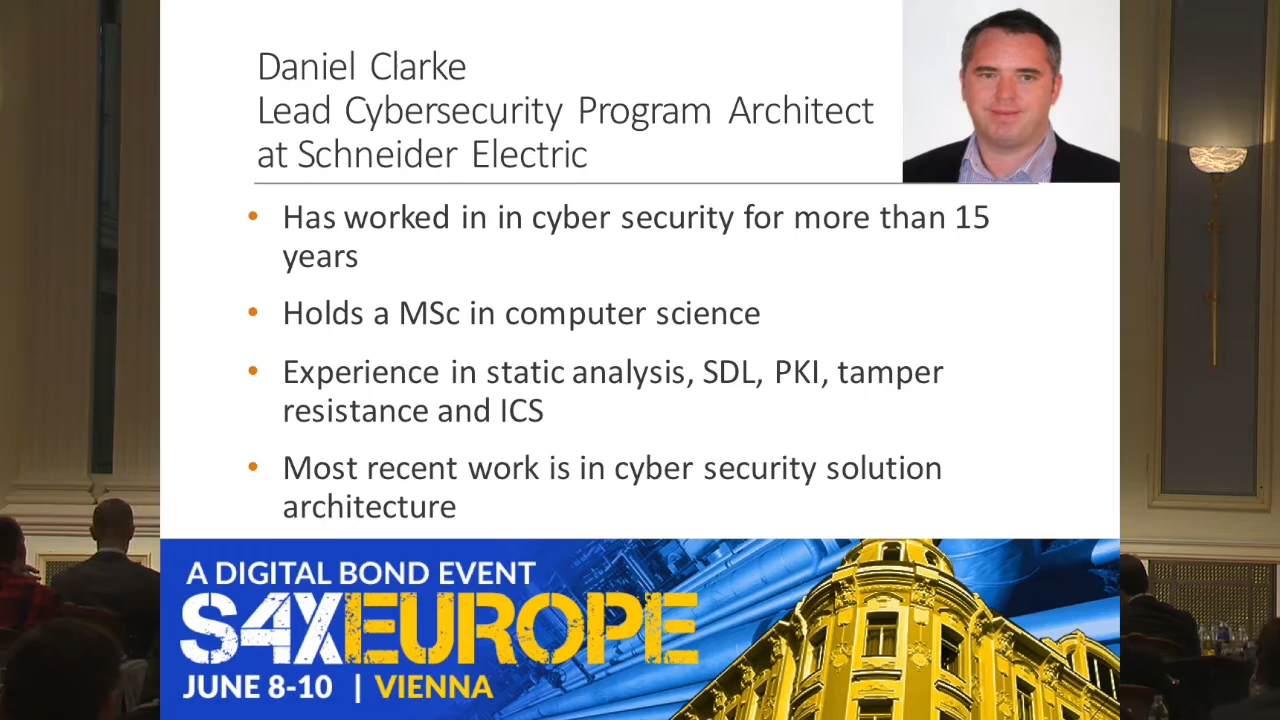 Daniel Clarke
Lead Cybersecurity Program Architect
at Schneider Electric
• Has worked in in cyber security for more than 15
years
• Holds a MSc in computer science
• Experience in static analysis, SDL, PKI, tamper
resistance and ICS
• Most recent work is in cyber security solution
architecture
A DIGITAL BOND EVENT
S4XEUROPE
JUNE 8-10 | VIENNA